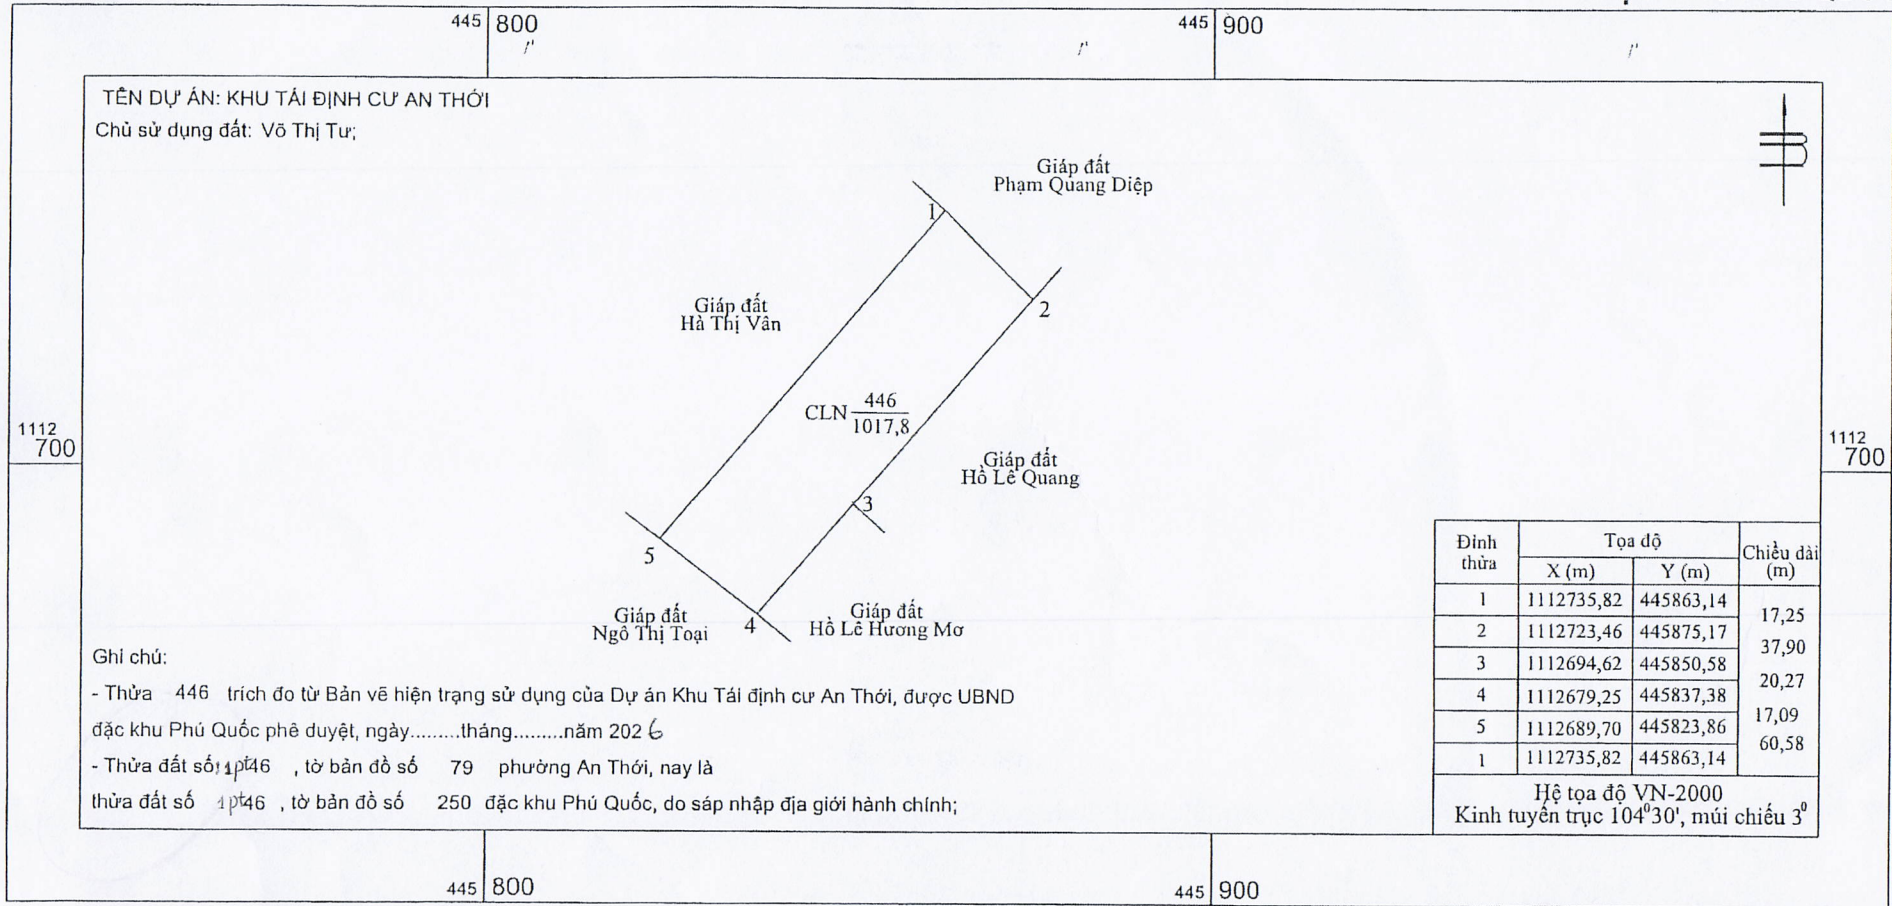 445 800
445 900
TÊN DỰ ÁN: KHU TÁI ĐỊNH CƯ AN THỚI
Chủ sử dụng đất: Võ Thị Tư;
Giáp đất
Phạm Quang Diệp
1
2
Giáp đất
Hà Thị Vân
CLN 446
1017,8
1112
700
1112
700
Giáp đất
Hồ Lê Quang
3
5
4
Giáp đất
Ngô Thị Toại
Giáp đất
Hồ Lê Hương Mơ
Đỉnh thửa Tọa độ Chiều dài (m)
X (m) Y (m)
1 1112735,82 445863,14
17,25
2 1112723,46 445875,17
37,90
3 1112694,62 445850,58
20,27
4 1112679,25 445837,38
17,09
5 1112689,70 445823,86
60,58
1 1112735,82 445863,14
Hệ tọa độ VN-2000
Kinh tuyến trục 104⁰30', múi chiếu 3⁰
Ghi chú:
- Thửa 446 trích đo từ Bản vẽ hiện trạng sử dụng của Dự án Khu Tái định cư An Thới, được UBND
đặc khu Phú Quốc phê duyệt, ngày.........tháng.........năm 2026
- Thửa đất số 1pt46 , tờ bản đồ số 79 phường An Thới, nay là
thửa đất số 1pt46 , tờ bản đồ số 250 đặc khu Phú Quốc, do sáp nhập địa giới hành chính;
445 800
445 900